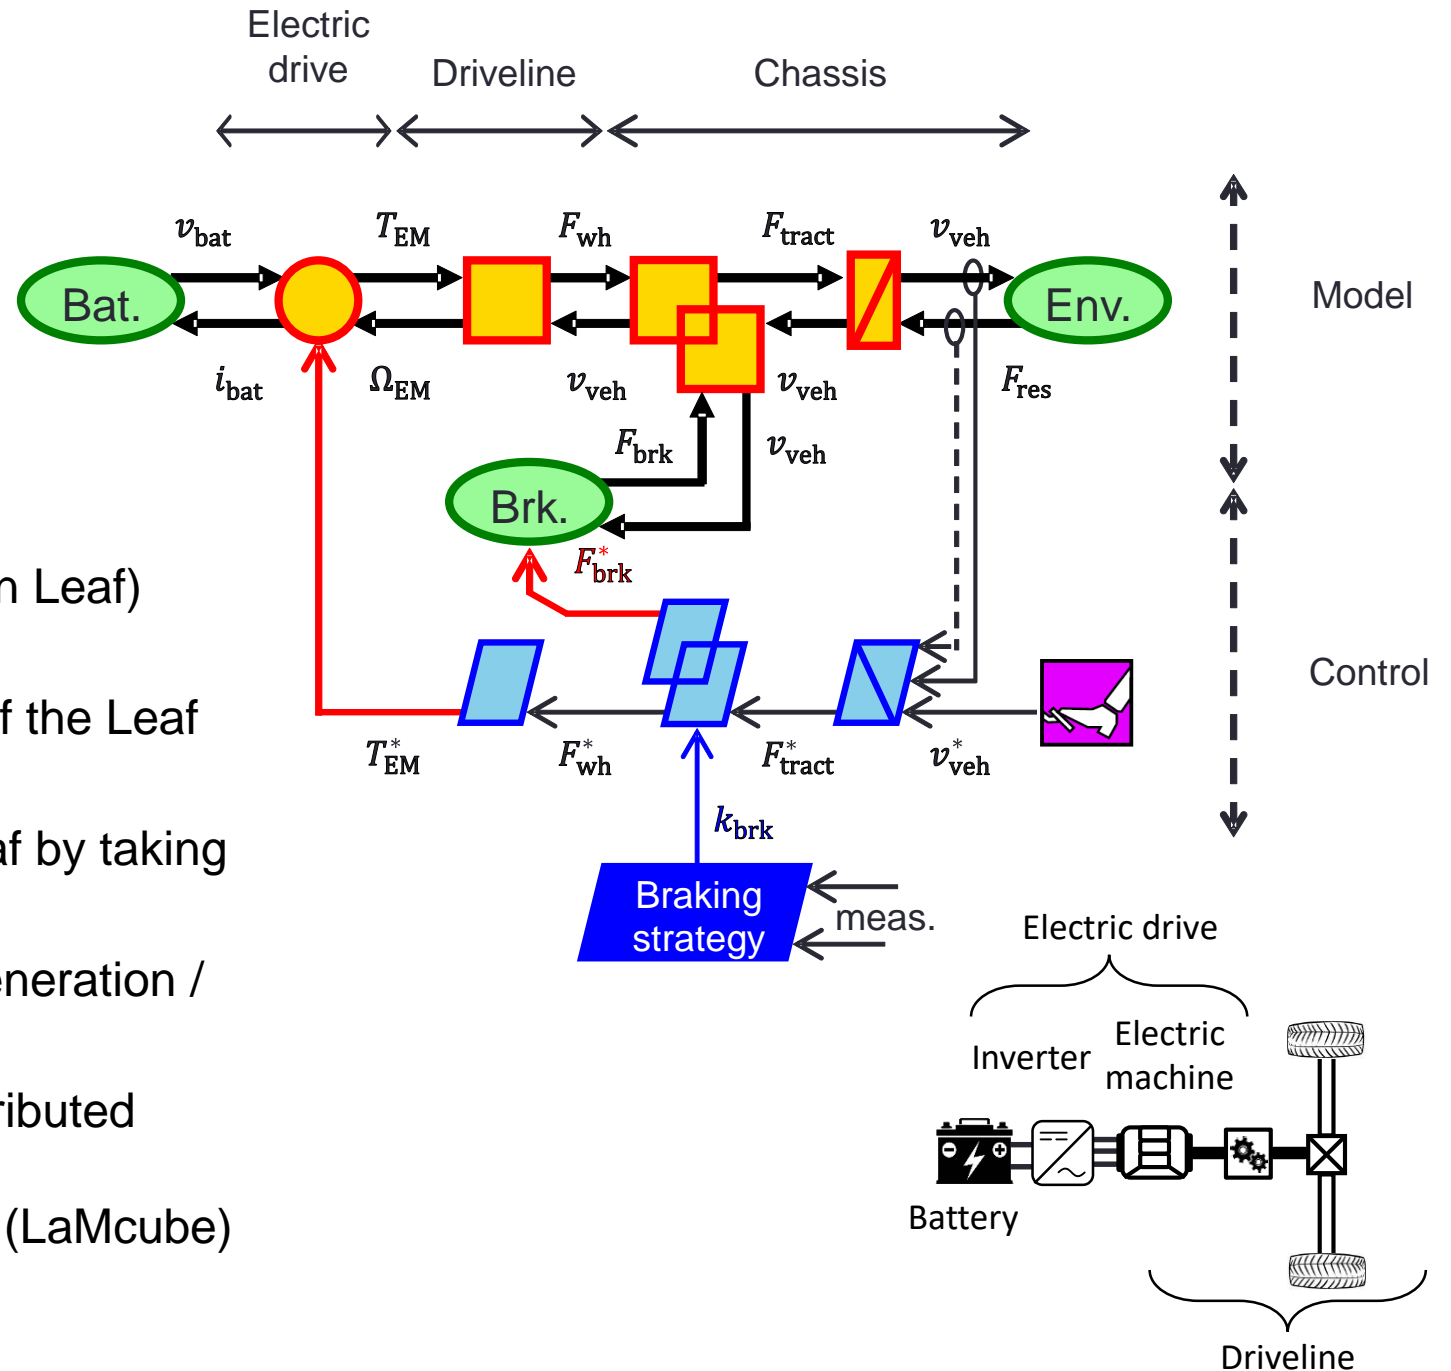 Electric
drive
Driveline
Chassis
v_bat
T_EM
F_wh
F_tract
v_veh
Bat.
Env.
Model
i_bat
Ω_EM
v_veh
v_veh
F_res
F_brk
v_veh
Brk.
F*_brk
n Leaf)
Control
f the Leaf
T*_EM
F*_wh
F*_tract
v*_veh
k_brk
af by taking
Braking
strategy
meas.
Electric drive
eneration /
Inverter
Electric
machine
ributed
Battery
(LaMcube)
Driveline